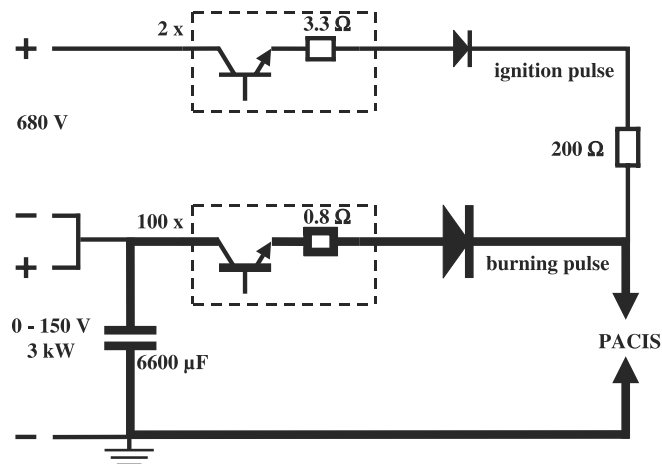 2 x
3.3 Ω
+
ignition pulse
680 V
200 Ω
−
100 x
0.8 Ω
+
burning pulse
0 - 150 V
3 kW
6600 µF
PACIS
−